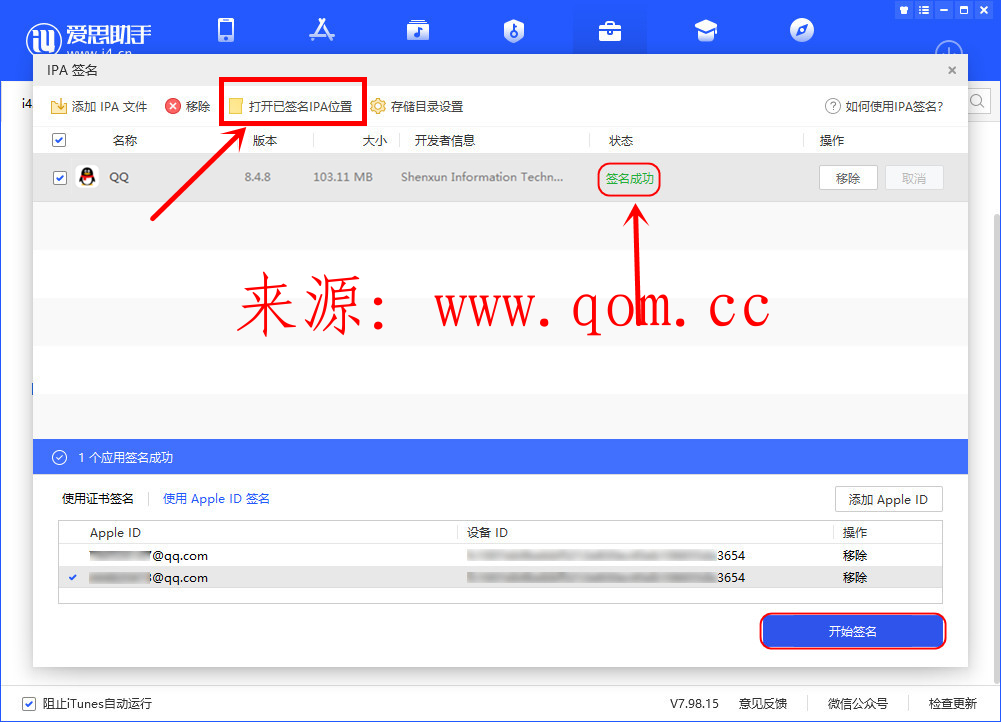 爱思助手
www.i4.cn
IPA 签名
i4
添加 IPA 文件 移除 打开已签名IPA位置 存储目录设置 如何使用IPA签名?
名称 版本 大小 开发者信息 状态 操作
QQ 8.4.8 103.11 MB Shenxun Information Techn... 签名成功 移除 取消
来源: www.qom.cc
1 个应用签名成功
使用证书签名 使用 Apple ID 签名 添加 Apple ID
Apple ID 设备 ID 操作
7@qq.com 3654 移除
@qq.com 3654 移除
开始签名
阻止iTunes自动运行 V7.98.15 意见反馈 微信公众号 检查更新